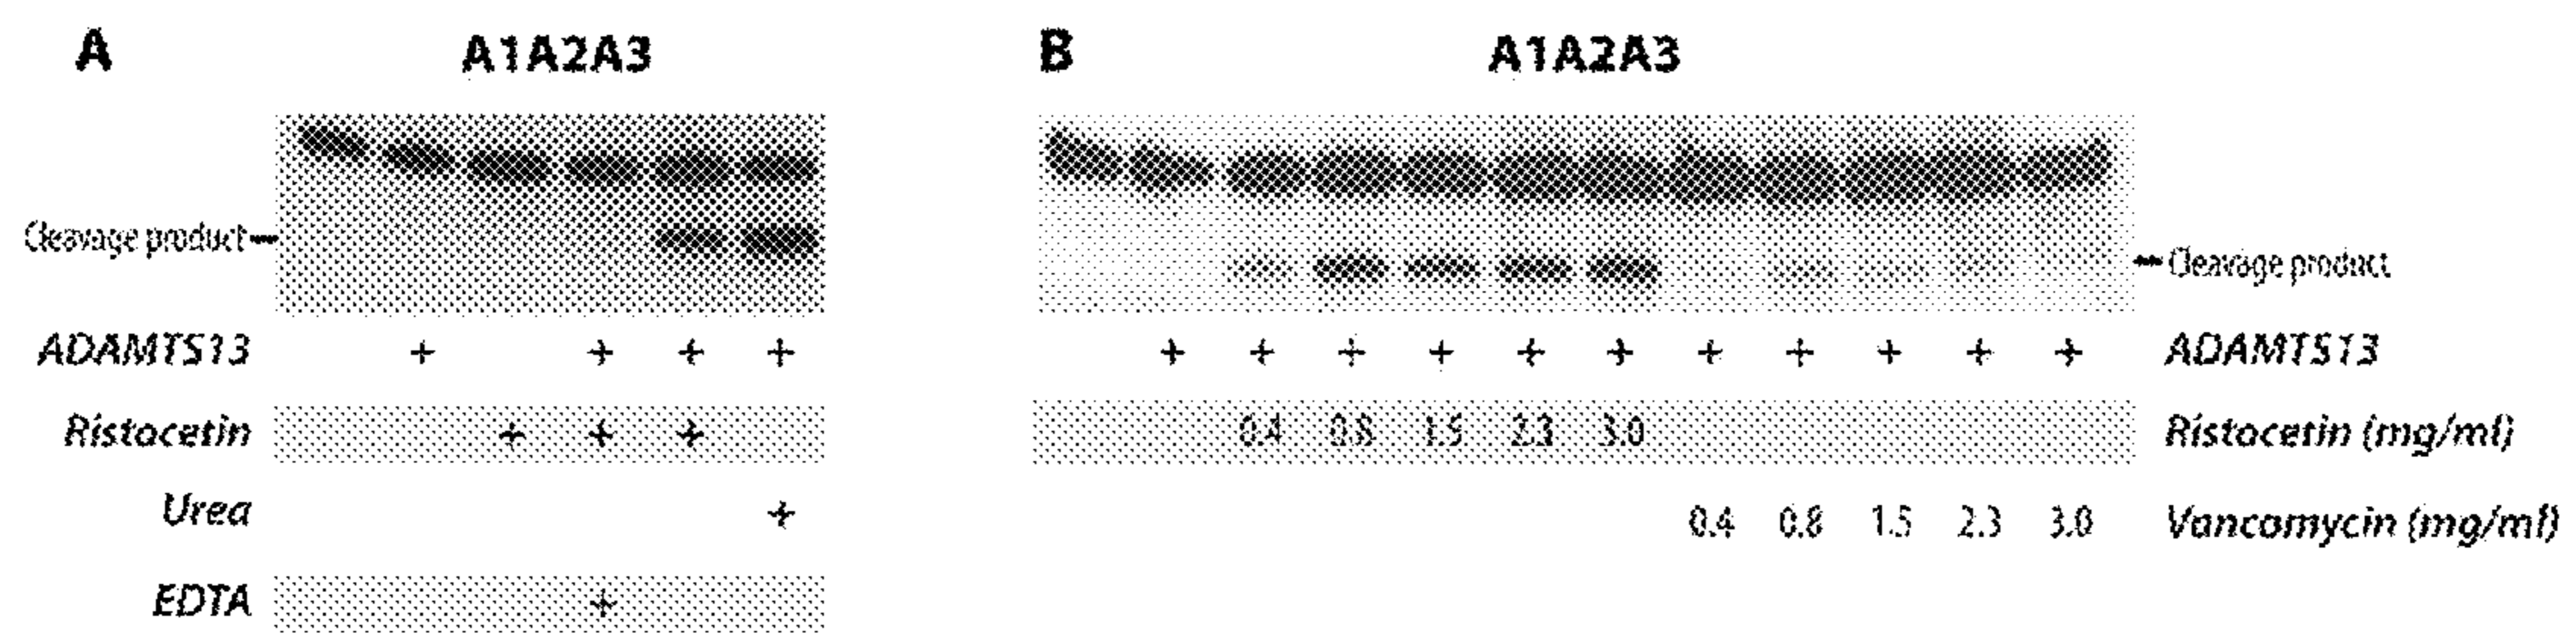 A A1A2A3
Cleavage product
ADAMTS13 + + + +
Ristocetin + + +
Urea +
EDTA +
B A1A2A3
Cleavage product
+ + + + + + + + + + + ADAMTS13
0.4 0.8 1.5 2.3 3.0 Ristocetin (mg/ml)
0.4 0.8 1.5 2.3 3.0 Vancomycin (mg/ml)